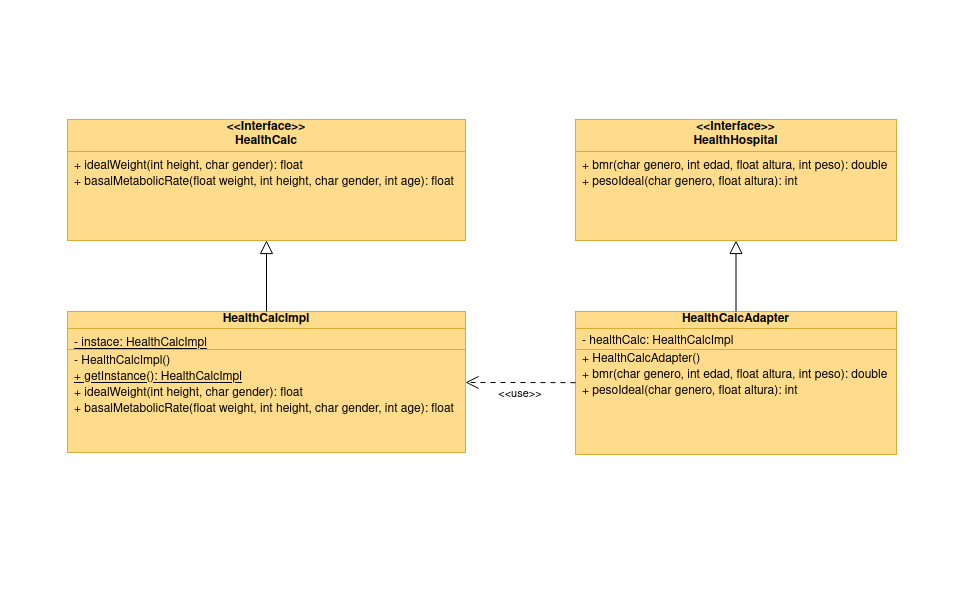 <<Interface>>
HealthCalc
+ idealWeight(int height, char gender): float
+ basalMetabolicRate(float weight, int height, char gender, int age): float
<<Interface>>
HealthHospital
+ bmr(char genero, int edad, float altura, int peso): double
+ pesoIdeal(char genero, float altura): int
HealthCalcImpl
- instace: HealthCalcImpl
- HealthCalcImpl()
+ getInstance(): HealthCalcImpl
+ idealWeight(int height, char gender): float
+ basalMetabolicRate(float weight, int height, char gender, int age): float
<<use>>
HealthCalcAdapter
- healthCalc: HealthCalcImpl
+ HealthCalcAdapter()
+ bmr(char genero, int edad, float altura, int peso): double
+ pesoIdeal(char genero, float altura): int